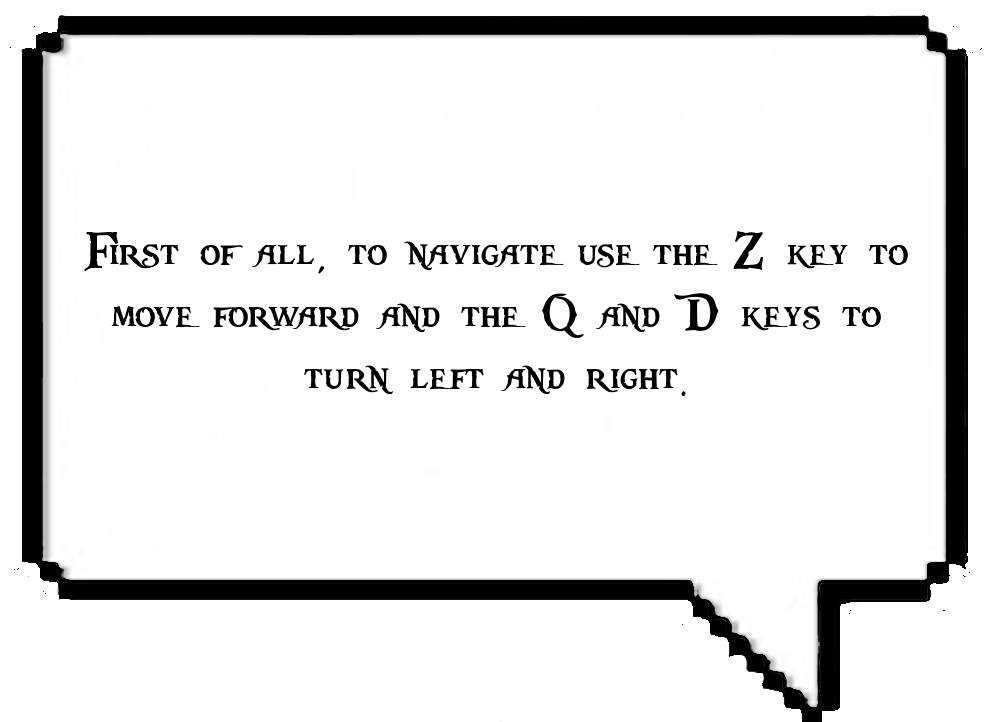 First of all, to navigate use the Z key to
move forward and the Q and D keys to
turn left and right.